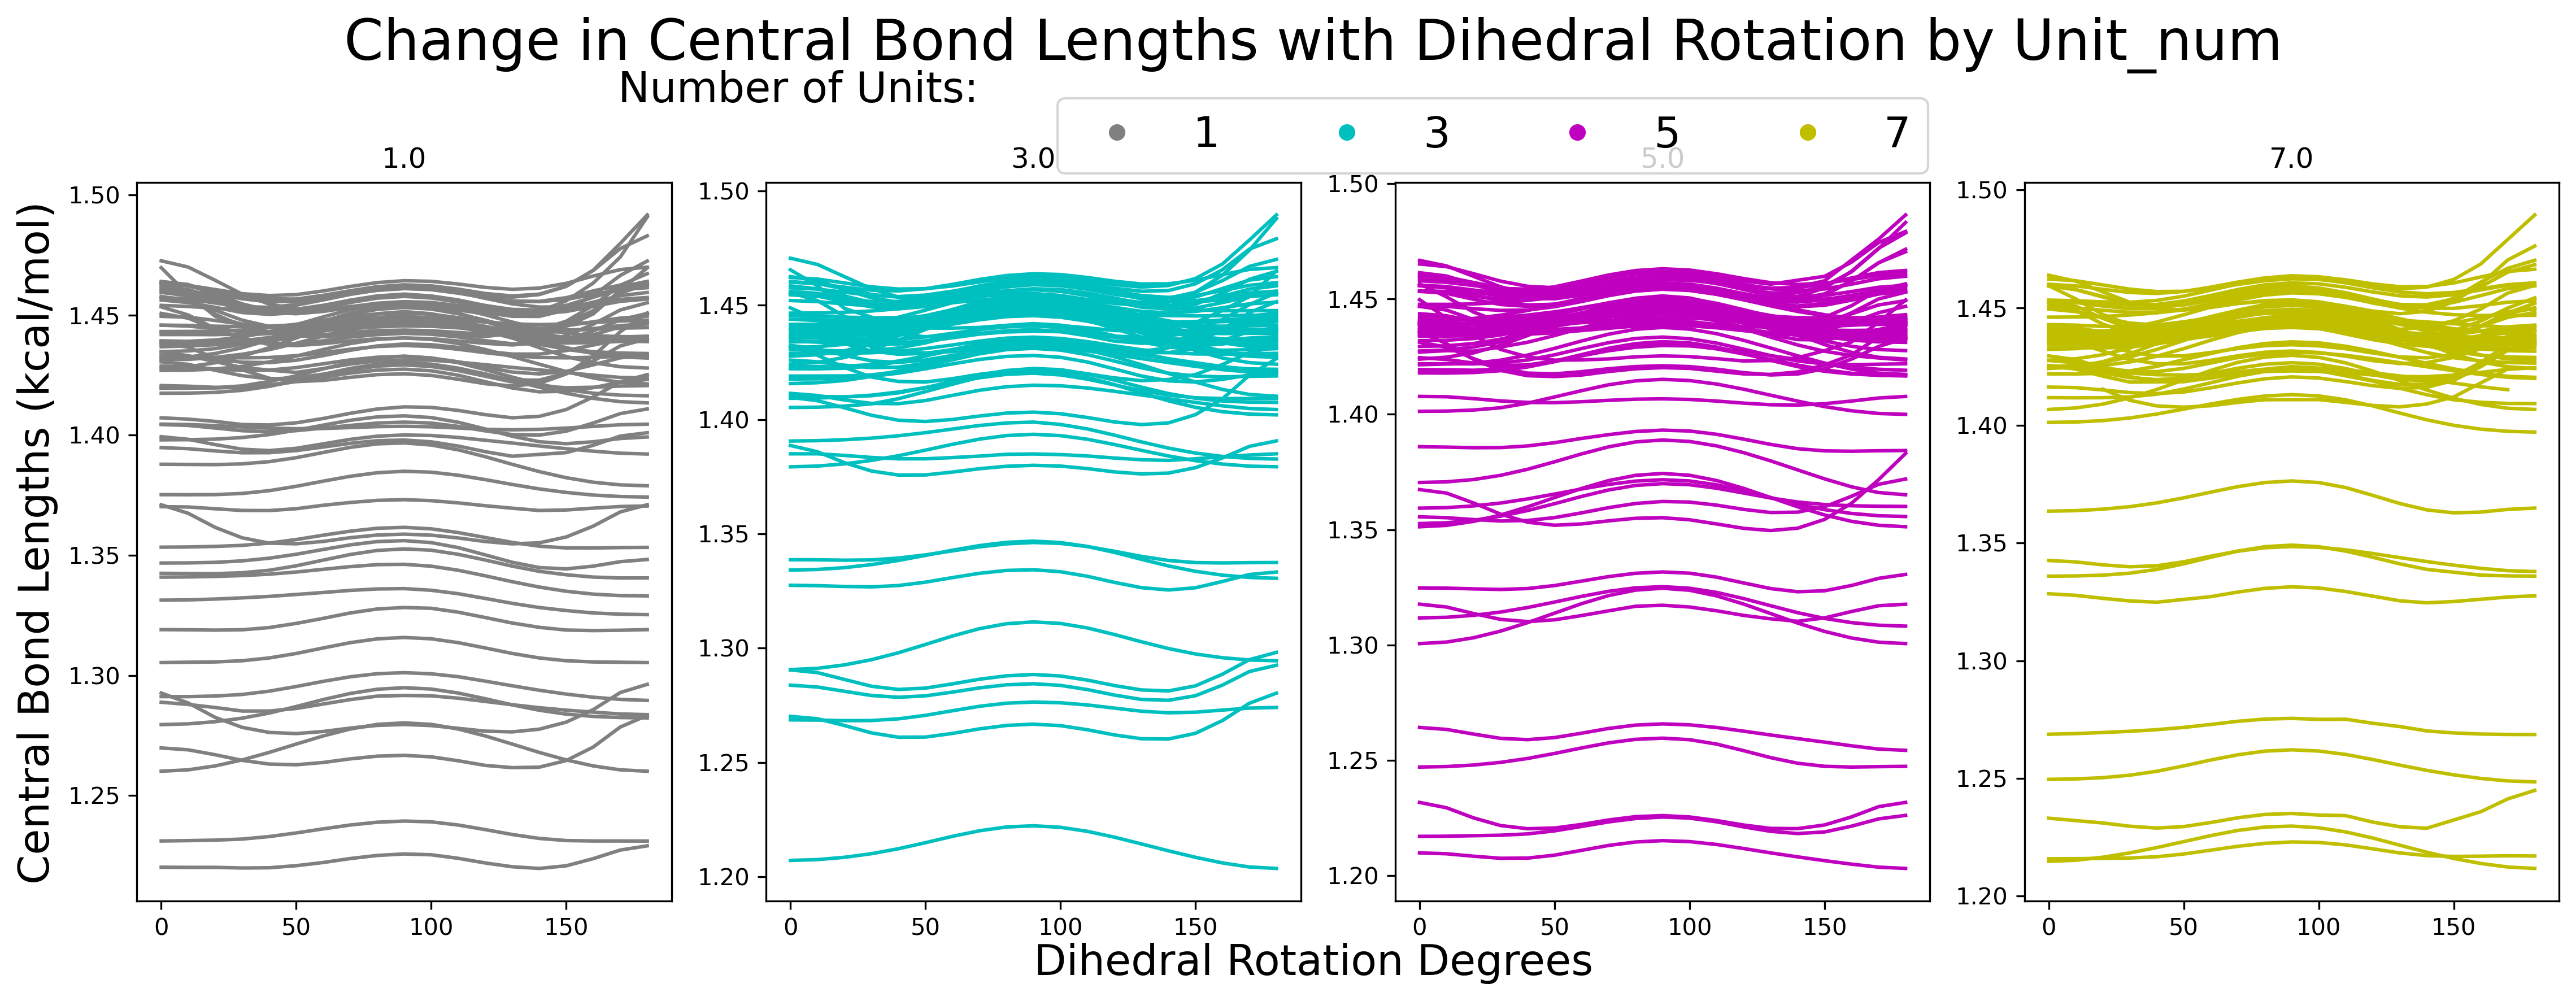 Change in Central Bond Lengths with Dihedral Rotation by Unit_num
Number of Units:
1 3 5 7
1.0 3.0 5.0 7.0
Central Bond Lengths (kcal/mol)
1.50
1.45
1.40
1.35
1.30
1.25
0 50 100 150
1.50
1.45
1.40
1.35
1.30
1.25
1.20
0 50 100 150
1.50
1.45
1.40
1.35
1.30
1.25
1.20
0 50 100 150
1.50
1.45
1.40
1.35
1.30
1.25
1.20
0 50 100 150
Dihedral Rotation Degrees